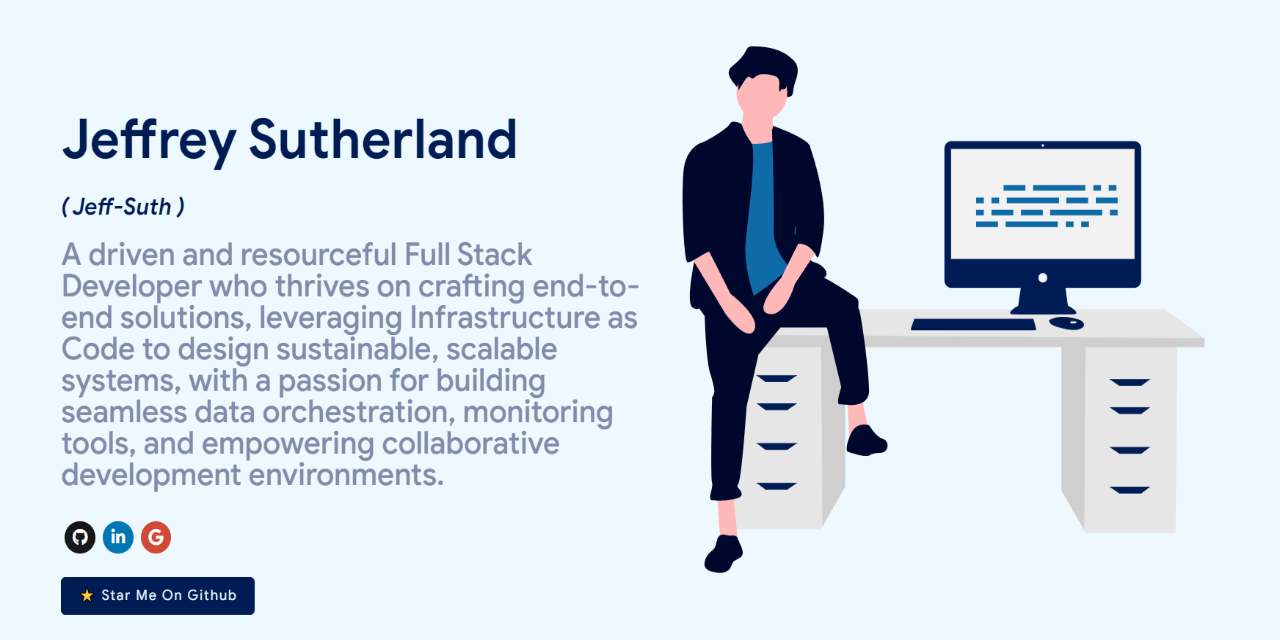 Jeffrey Sutherland
( Jeff-Suth )
A driven and resourceful Full Stack
Developer who thrives on crafting end-to-
end solutions, leveraging Infrastructure as
Code to design sustainable, scalable
systems, with a passion for building
seamless data orchestration, monitoring
tools, and empowering collaborative
development environments.
in G
⭐ Star Me On Github